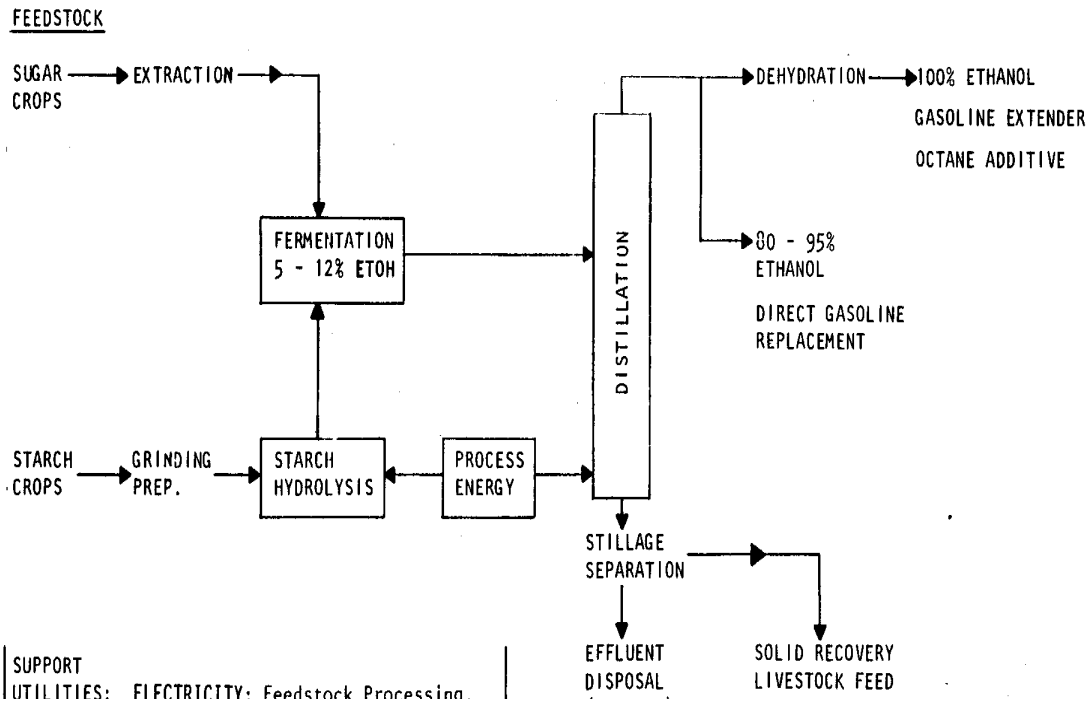 FEEDSTOCK
SUGAR
CROPS
EXTRACTION
DEHYDRATION
100% ETHANOL
GASOLINE EXTENDER
OCTANE ADDITIVE
FERMENTATION
5 - 12% ETOH
DISTILLATION
80 - 95%
ETHANOL
DIRECT GASOLINE
REPLACEMENT
STARCH
CROPS
GRINDING
PREP.
STARCH
HYDROLYSIS
PROCESS
ENERGY
STILLAGE
SEPARATION
EFFLUENT
DISPOSAL
SOLID RECOVERY
LIVESTOCK FEED
SUPPORT
UTILITIES: ELECTRICITY: Feedstock Processing,